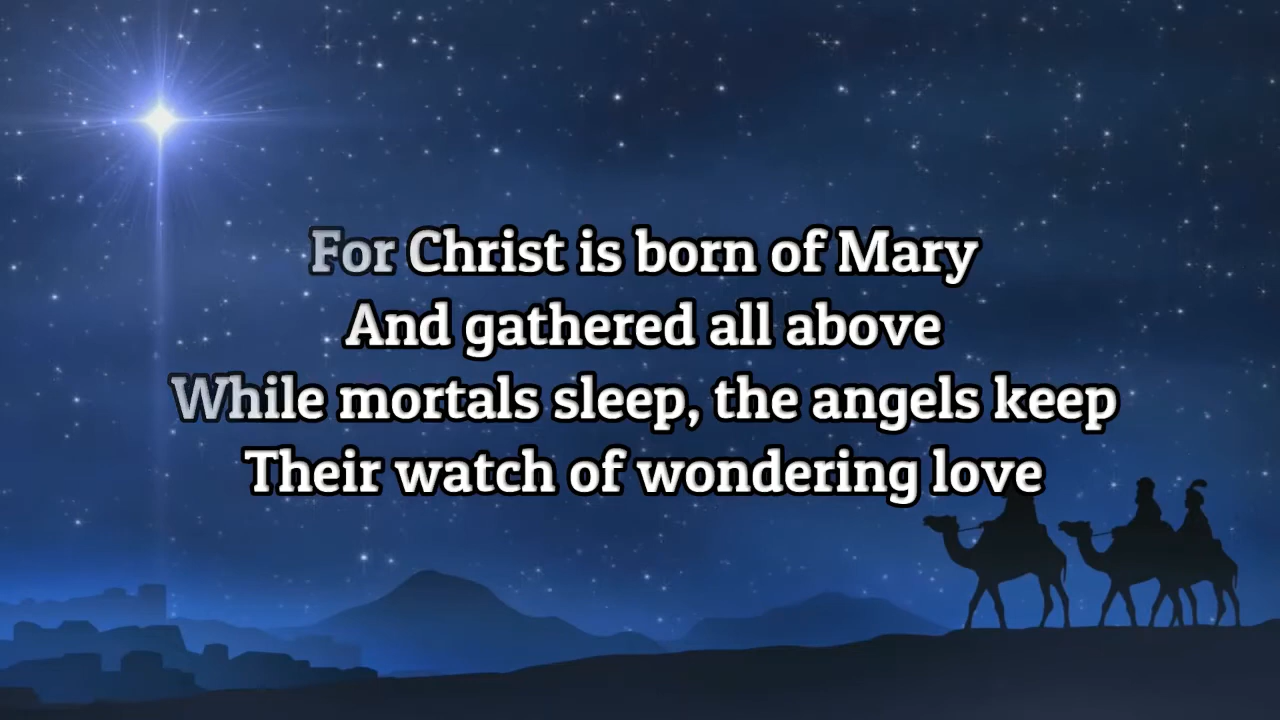 For Christ is born of Mary
And gathered all above
While mortals sleep, the angels keep
Their watch of wondering love